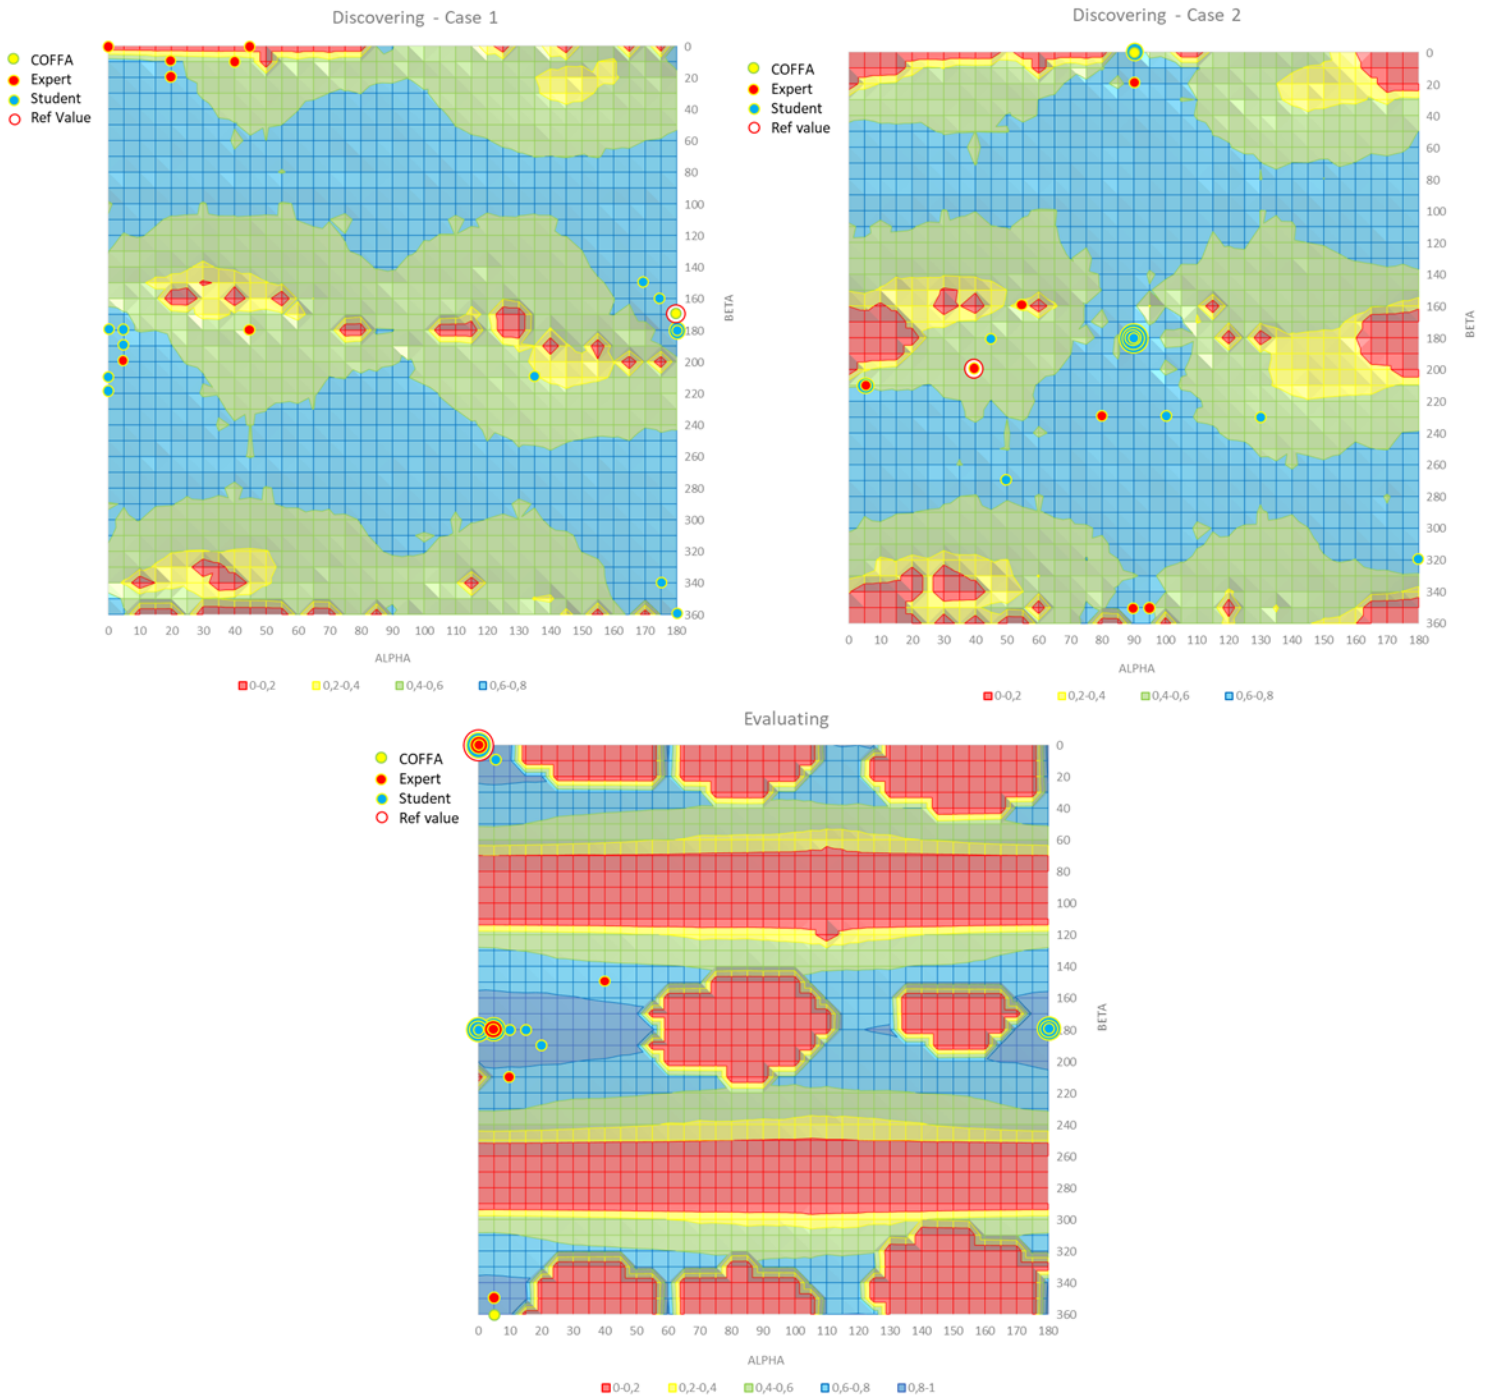 Discovering - Case 1
COFFA
Expert
Student
Ref Value
0
20
40
60
80
100
120
140
160
180
200
220
240
260
280
300
320
340
360
BETA
0 10 20 30 40 50 60 70 80 90 100 110 120 130 140 150 160 170 180
ALPHA
0-0,2 0,2-0,4 0,4-0,6 0,6-0,8
Discovering - Case 2
COFFA
Expert
Student
Ref value
0
20
40
60
80
100
120
140
160
180
200
220
240
260
280
300
320
340
360
BETA
0 10 20 30 40 50 60 70 80 90 100 110 120 130 140 150 160 170 180
ALPHA
0-0,2 0,2-0,4 0,4-0,6 0,6-0,8
Evaluating
COFFA
Expert
Student
Ref value
0
20
40
60
80
100
120
140
160
180
200
220
240
260
280
300
320
340
360
BETA
0 10 20 30 40 50 60 70 80 90 100 110 120 130 140 150 160 170 180
ALPHA
0-0,2 0,2-0,4 0,4-0,6 0,6-0,8 0,8-1